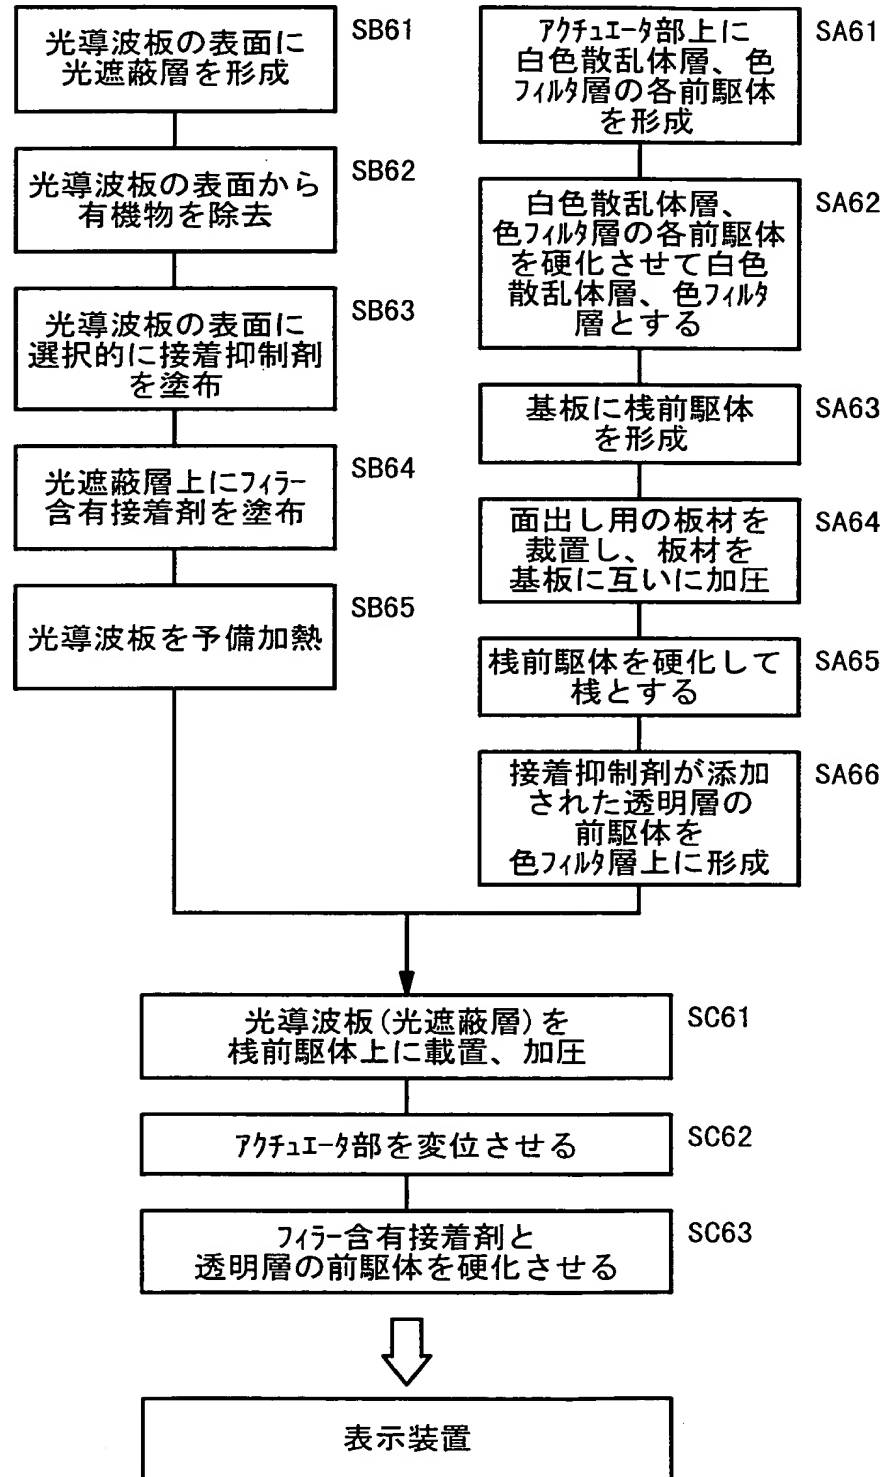 光導波板の表面に
光遮蔽層を形成
SB61
光導波板の表面から
有機物を除去
SB62
光導波板の表面に
選択的に接着抑制剤
を塗布
SB63
光遮蔽層上にフィラー
含有接着剤を塗布
SB64
光導波板を予備加熱
SB65
アクチュエータ部上に
白色散乱体層、色
フィルタ層の各前駆体
を形成
SA61
白色散乱体層、
色フィルタ層の各前駆体
を硬化させて白色
散乱体層、色フィルタ
層とする
SA62
基板に桟前駆体
を形成
SA63
面出し用の板材を
裁置し、板材を
基板に互いに加圧
SA64
桟前駆体を硬化して
桟とする
SA65
接着抑制剤が添加
された透明層の
前駆体を
色フィルタ層上に形成
SA66
光導波板(光遮蔽層)を
桟前駆体上に載置、加圧
SC61
アクチュエータ部を変位させる
SC62
フィラー含有接着剤と
透明層の前駆体を硬化させる
SC63
表示装置